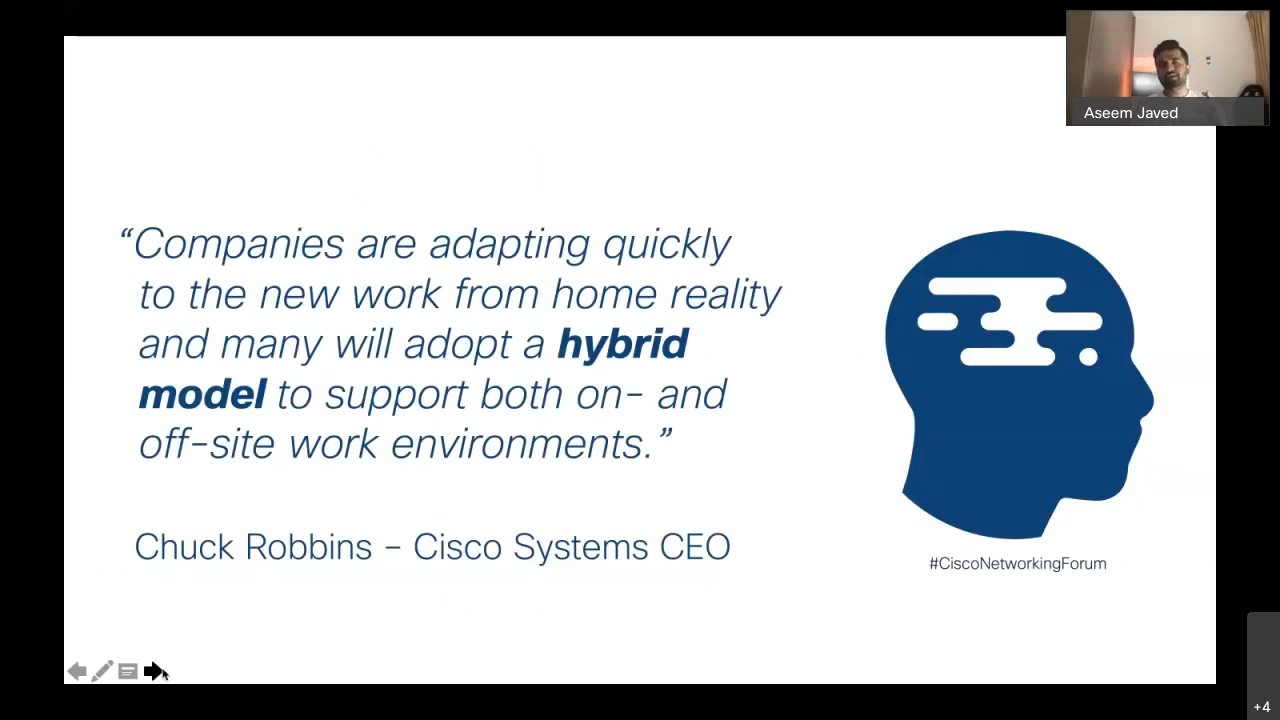 Aseem Javed
“Companies are adapting quickly
to the new work from home reality
and many will adopt a hybrid
model to support both on- and
off-site work environments.”
Chuck Robbins – Cisco Systems CEO
#CiscoNetworkingForum
+4